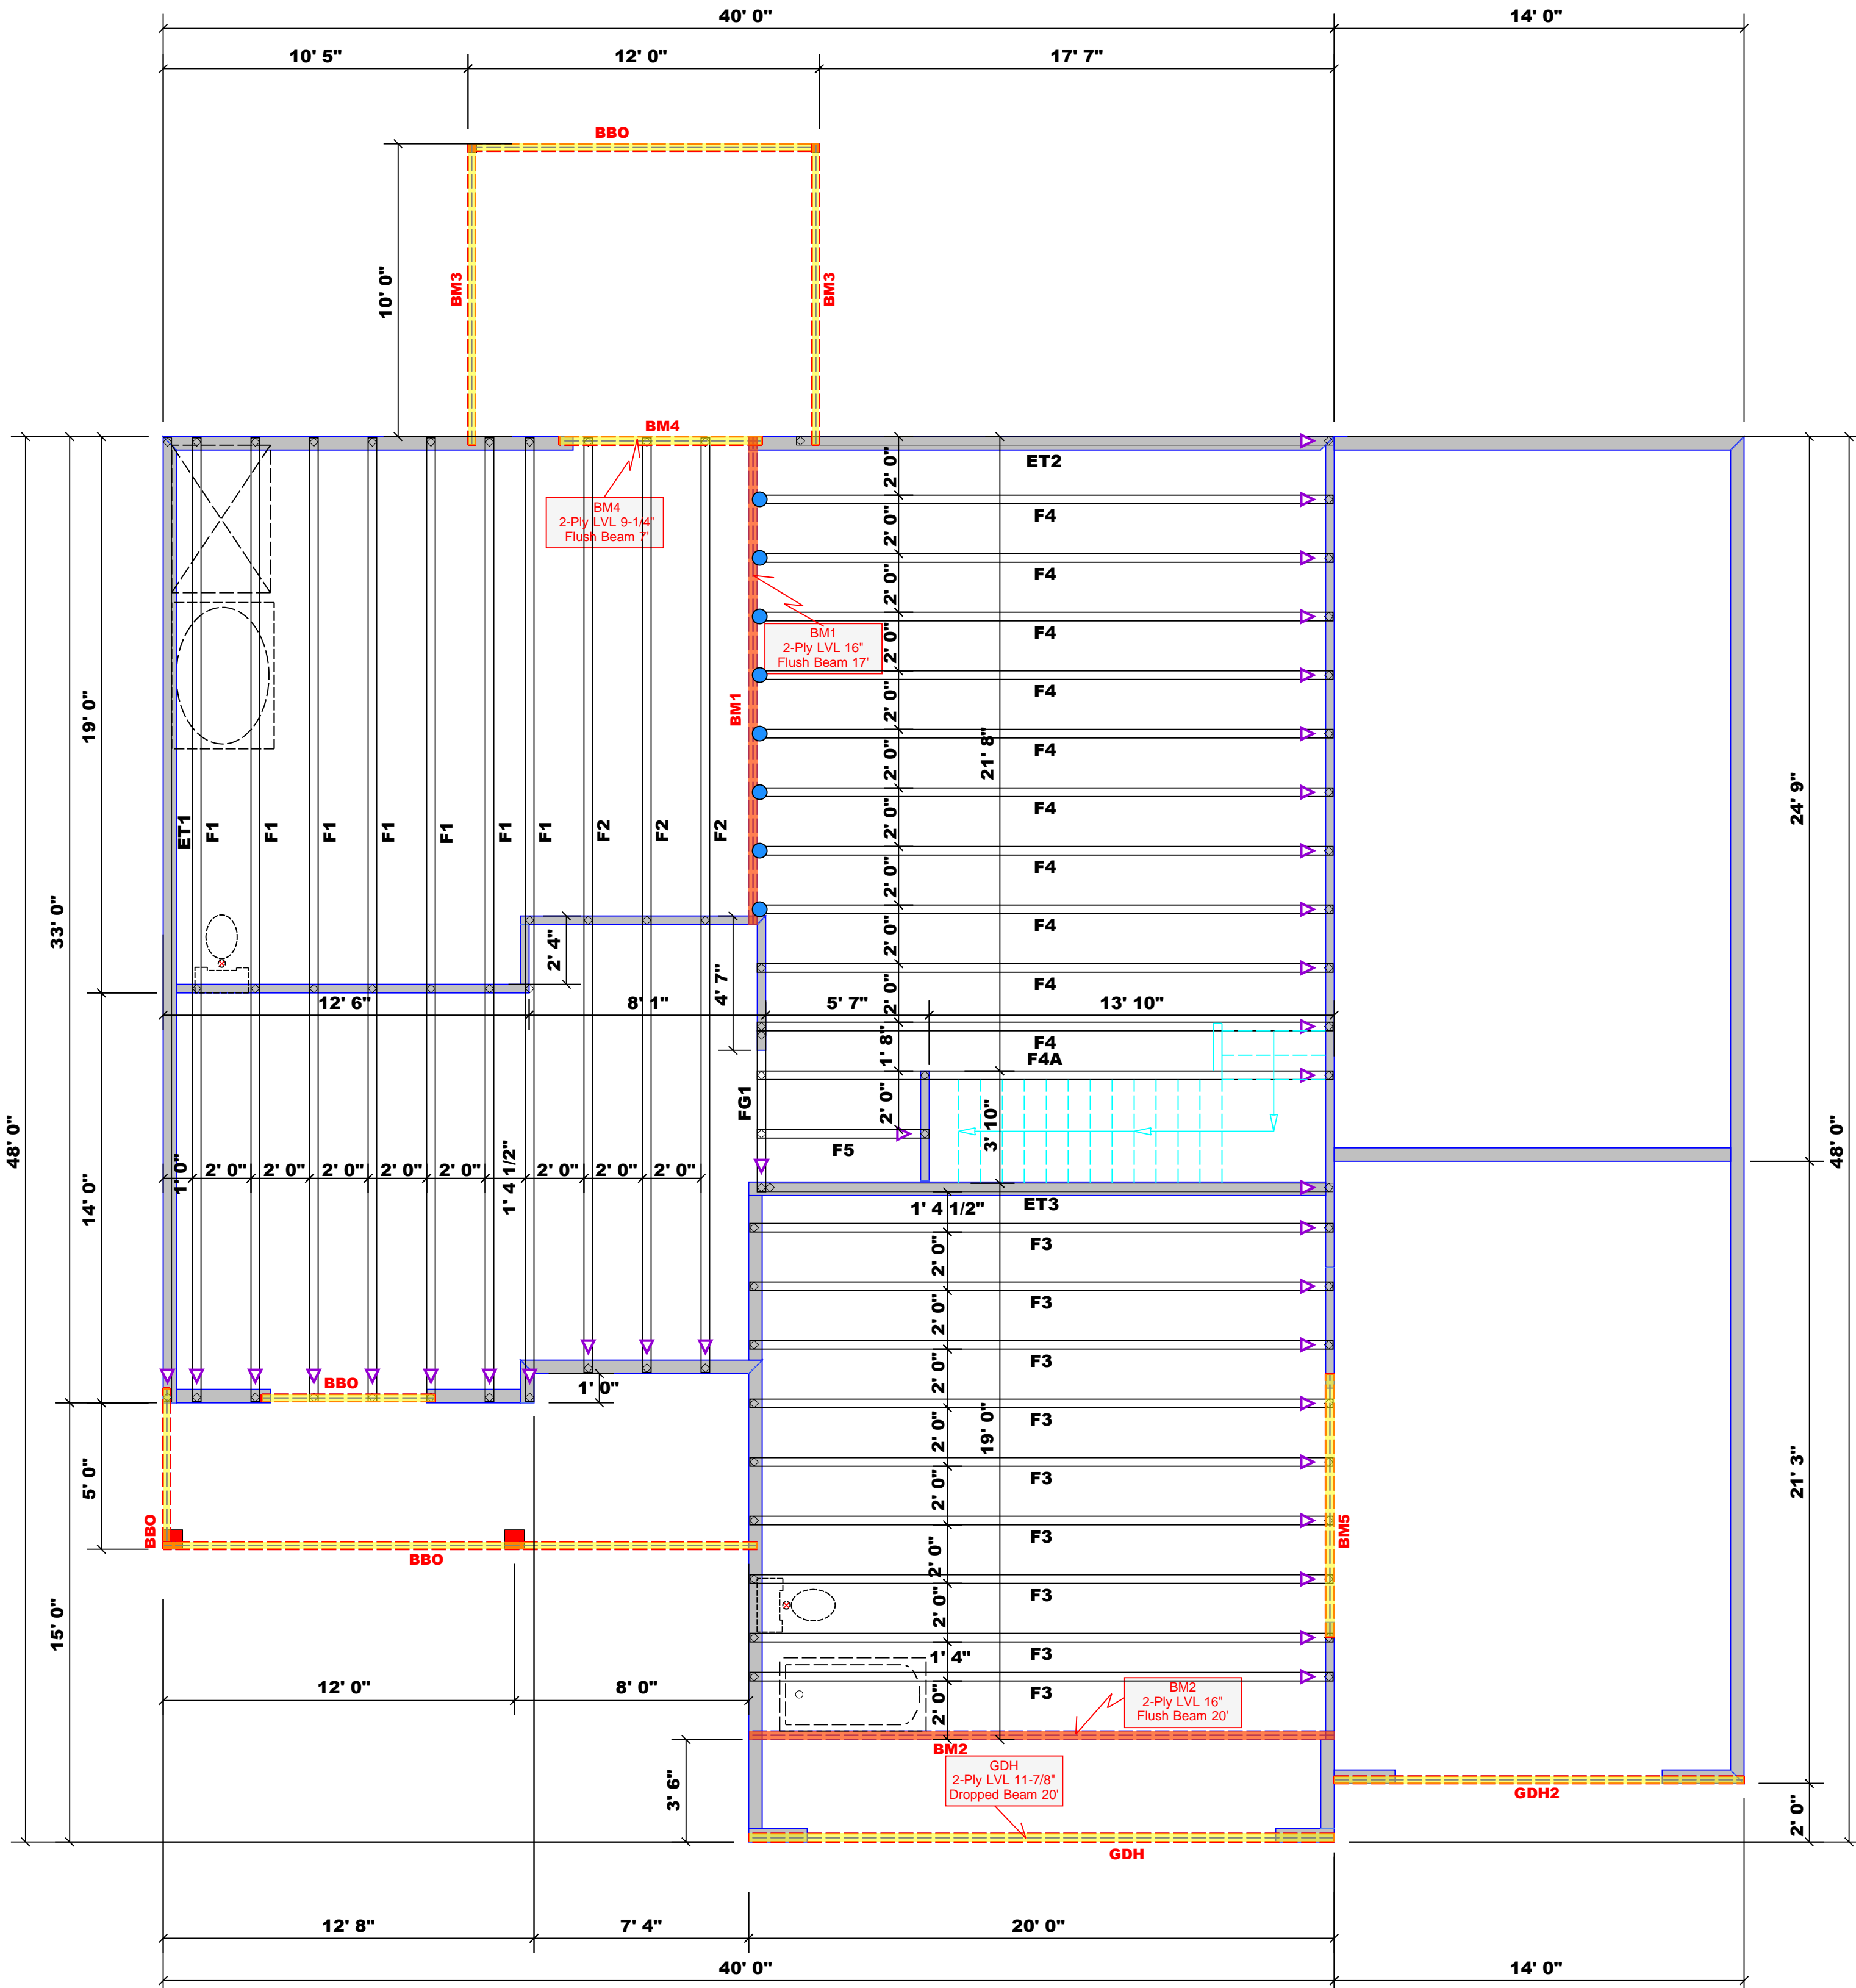 40' 0"
14' 0"
10' 5"
12' 0"
17' 7"
BBO
BM3
BM3
10' 0"
BM4
BM4
2-Ply LVL 9-1/4"
Flush Beam 7'
ET2
2' 0"
F4
2' 0"
F4
2' 0"
F4
2' 0"
F4
2' 0"
F4
2' 0"
F4
2' 0"
F4
2' 0"
F4
2' 0"
F4
2' 0"
F4
F4A
1' 8"
2' 0"
F5
BM1
2-Ply LVL 16"
Flush Beam 17'
BM1
21' 8"
19' 0"
33' 0"
48' 0"
24' 9"
48' 0"
ET1
F1
F1
F1
F1
F1
F1
F1
F2
F2
F2
2' 4"
4' 7"
12' 6"
8' 1"
5' 7"
13' 10"
FG1
3' 10"
14' 0"
1' 0"
2' 0"
2' 0"
2' 0"
2' 0"
2' 0"
1' 4 1/2"
2' 0"
2' 0"
2' 0"
1' 4 1/2"
ET3
F3
2' 0"
F3
2' 0"
F3
2' 0"
F3
2' 0"
F3
2' 0"
F3
2' 0"
F3
2' 0"
F3
1' 4"
F3
2' 0"
19' 0"
BBO
1' 0"
5' 0"
BBO
BBO
15' 0"
BM5
21' 3"
12' 0"
8' 0"
BM2
2-Ply LVL 16"
Flush Beam 20'
BM2
3' 6"
GDH
2-Ply LVL 11-7/8"
Dropped Beam 20'
GDH2
2' 0"
GDH
12' 8"
7' 4"
20' 0"
40' 0"
14' 0"